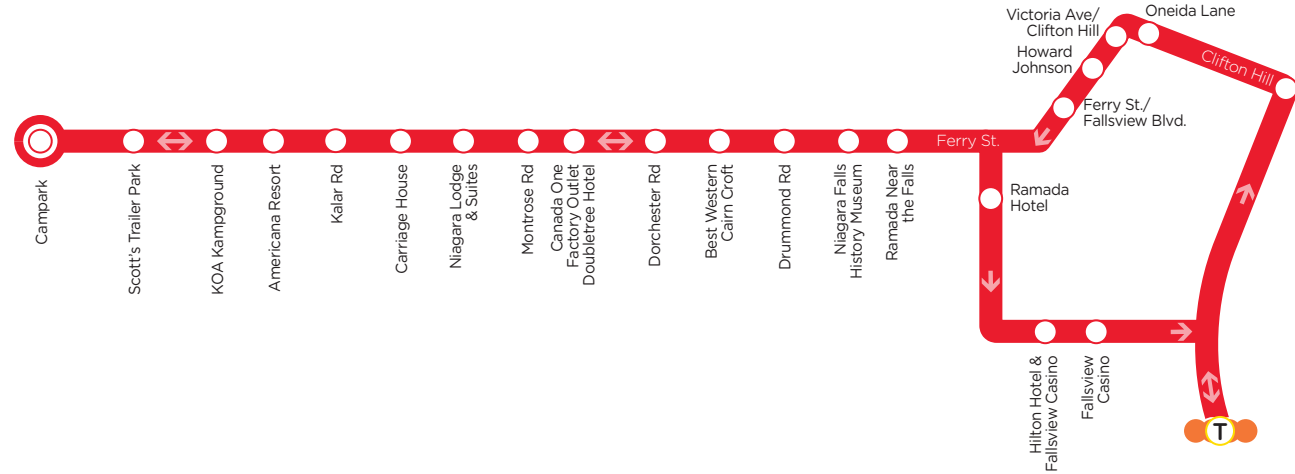 Campark
Scott's Trailer Park
KOA Kampground
Americana Resort
Kalar Rd
Carriage House
Niagara Lodge
& Suites
Montrose Rd
Canada One
Factory Outlet
Doubletree Hotel
Dorchester Rd
Best Western
Cairn Croft
Drummond Rd
Niagara Falls
History Museum
Ramada Near
the Falls
Ferry St.
Victoria Ave/
Clifton Hill
Oneida Lane
Howard
Johnson
Clifton Hill
Ferry St./
Fallsview Blvd.
Ramada
Hotel
Hilton Hotel &
Fallsview Casino
Fallsview
Casino
T